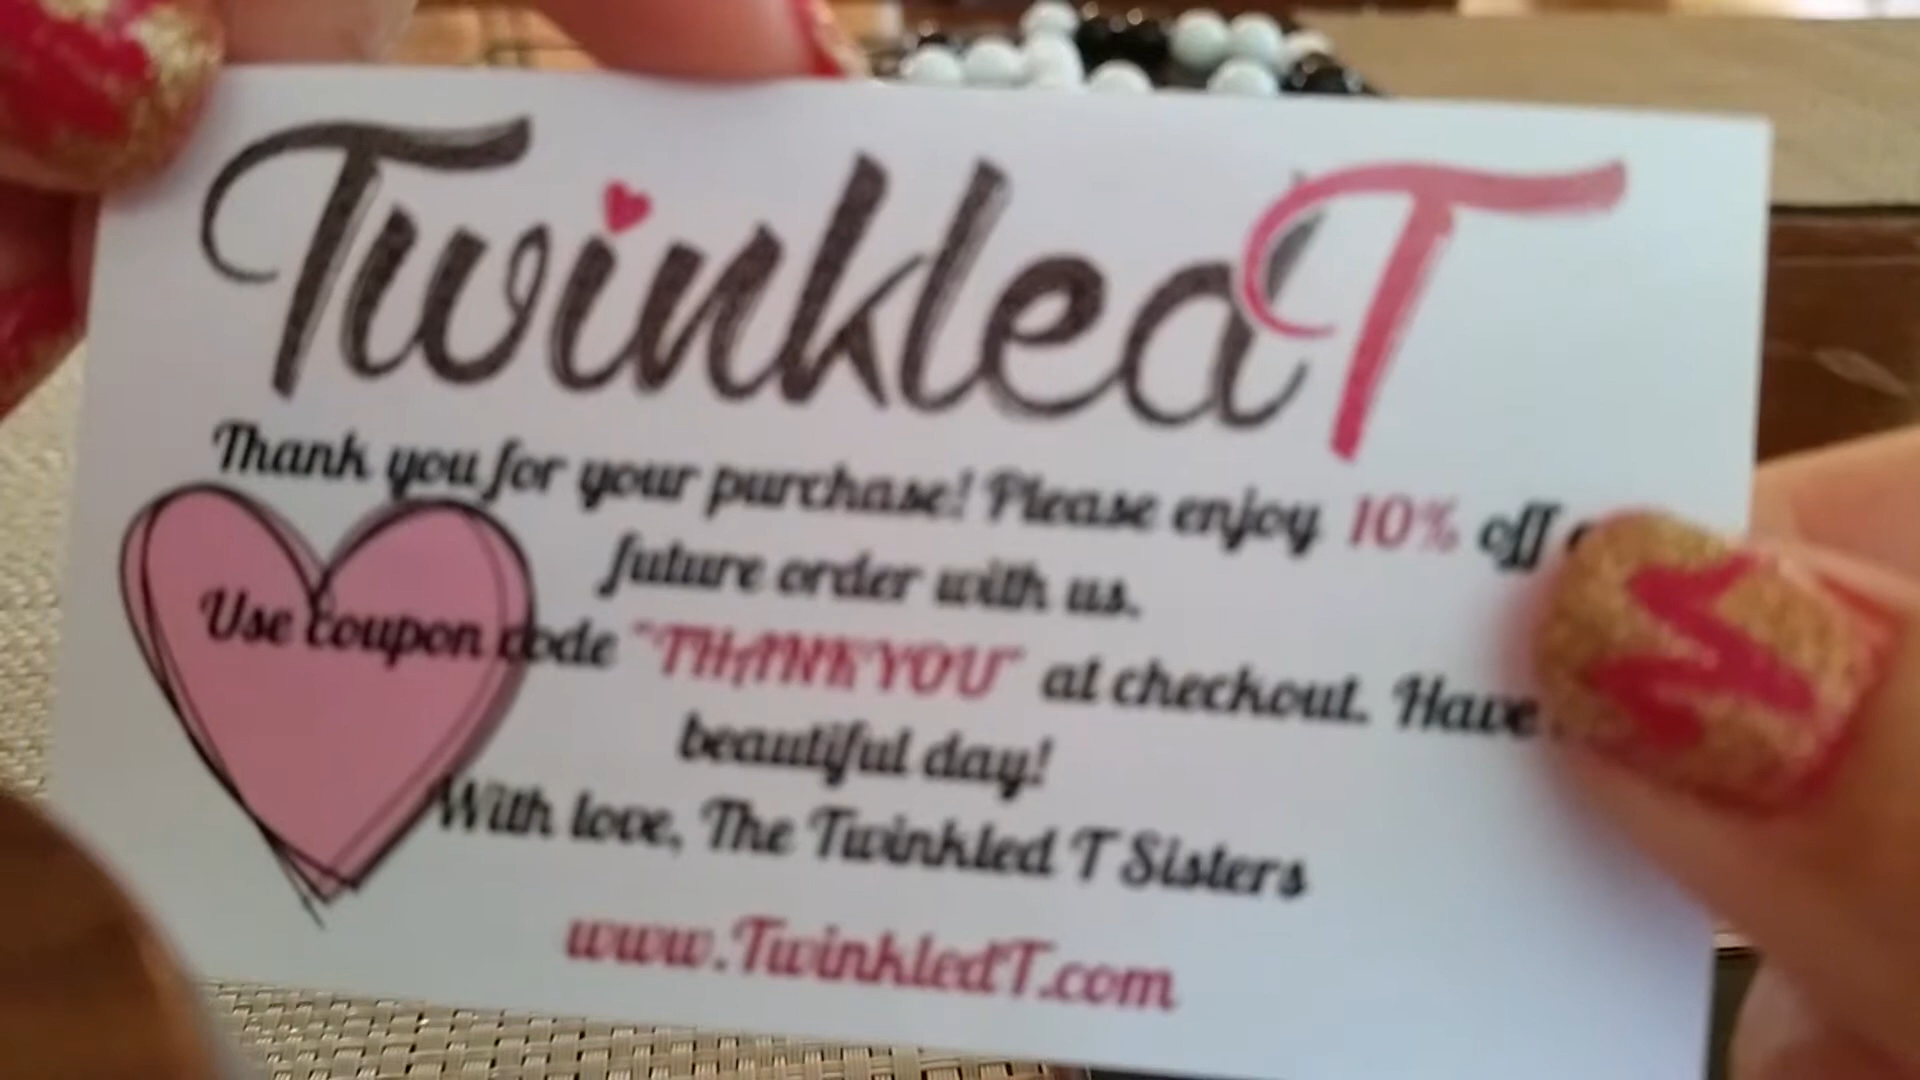 TwinkledT
Thank you for your purchase! Please enjoy 10% off
future order with us.
Use coupon code "THANKYOU" at checkout. Have
beautiful day!
With love, The Twinkled T Sisters
www.TwinkledT.com